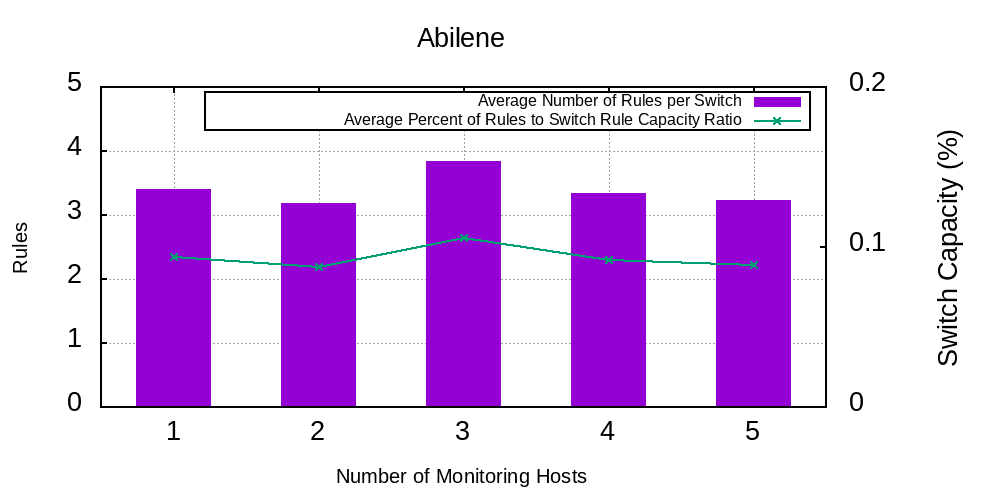 Abilene
Average Number of Rules per Switch
Average Percent of Rules to Switch Rule Capacity Ratio
5
4
3
2
1
0
Rules
0.2
0.1
0
Switch Capacity (%)
1 2 3 4 5
Number of Monitoring Hosts